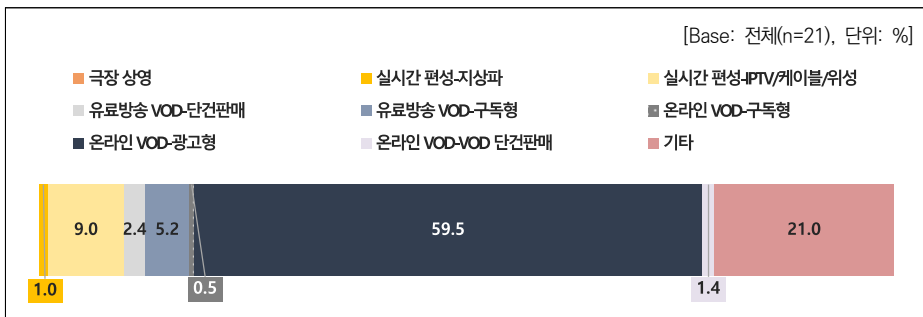 [Base: 전체(n=21), 단위: %]
극장 상영 실시간 편성-지상파 실시간 편성-IPTV/케이블/위성
유료방송 VOD-단건판매 유료방송 VOD-구독형 온라인 VOD-구독형
온라인 VOD-광고형 온라인 VOD-VOD 단건판매 기타
9.0 2.4 5.2 59.5 21.0
1.0 0.5 1.4